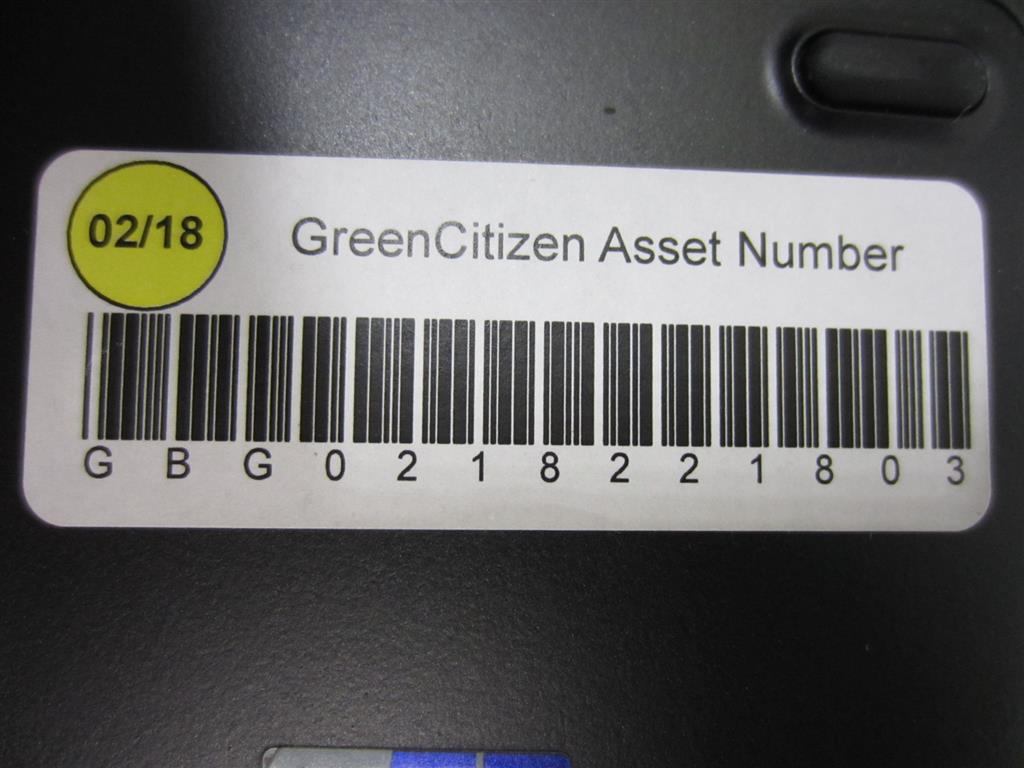 02/18
GreenCitizen Asset Number
G B G 0 2 1 8 2 2 1 8 0 3